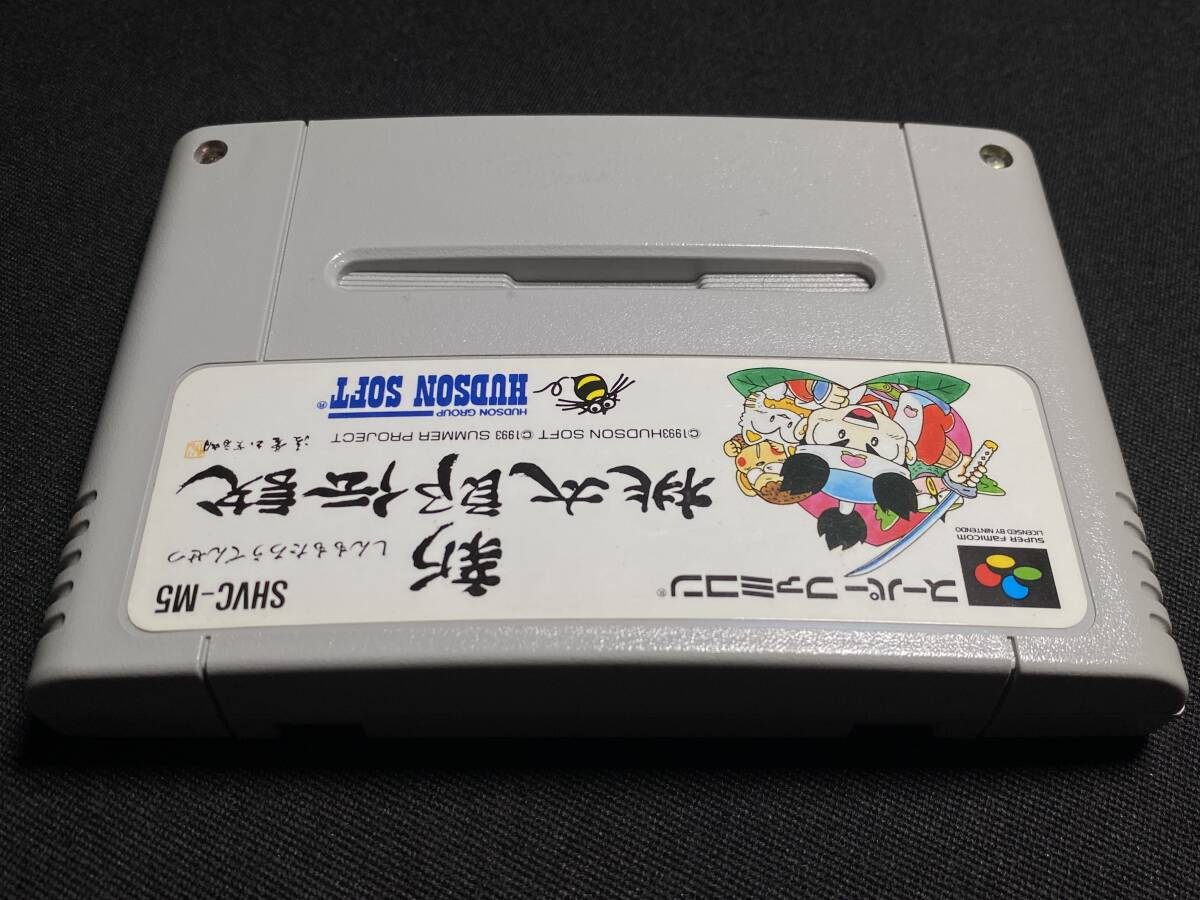 SUPER FAMICOM
LICENSED BY NINTENDO
スーパーファミコン®
SHVC-M5
しんももたろうでんせつ
新
桃太郎伝説
©1993HUDSON SOFT ©1993 SUMMER PROJECT
HUDSON GROUP
HUDSON SOFT®